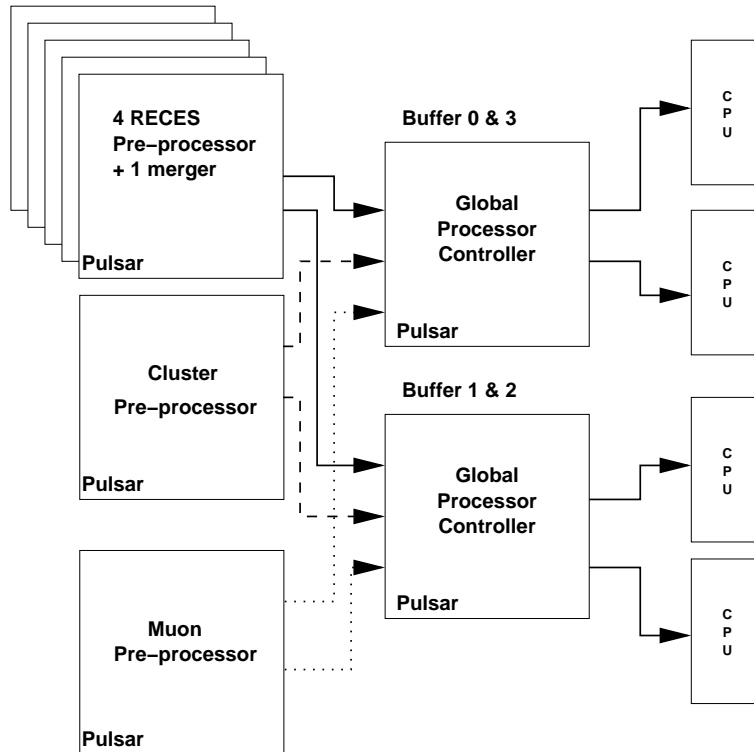 4 RECES
Pre–processor
+ 1 merger
Pulsar
Cluster
Pre–processor
Pulsar
Muon
Pre–processor
Pulsar
Buffer 0 & 3
Global
Processor
Controller
Pulsar
Buffer 1 & 2
Global
Processor
Controller
Pulsar
C
P
U
C
P
U
C
P
U
C
P
U